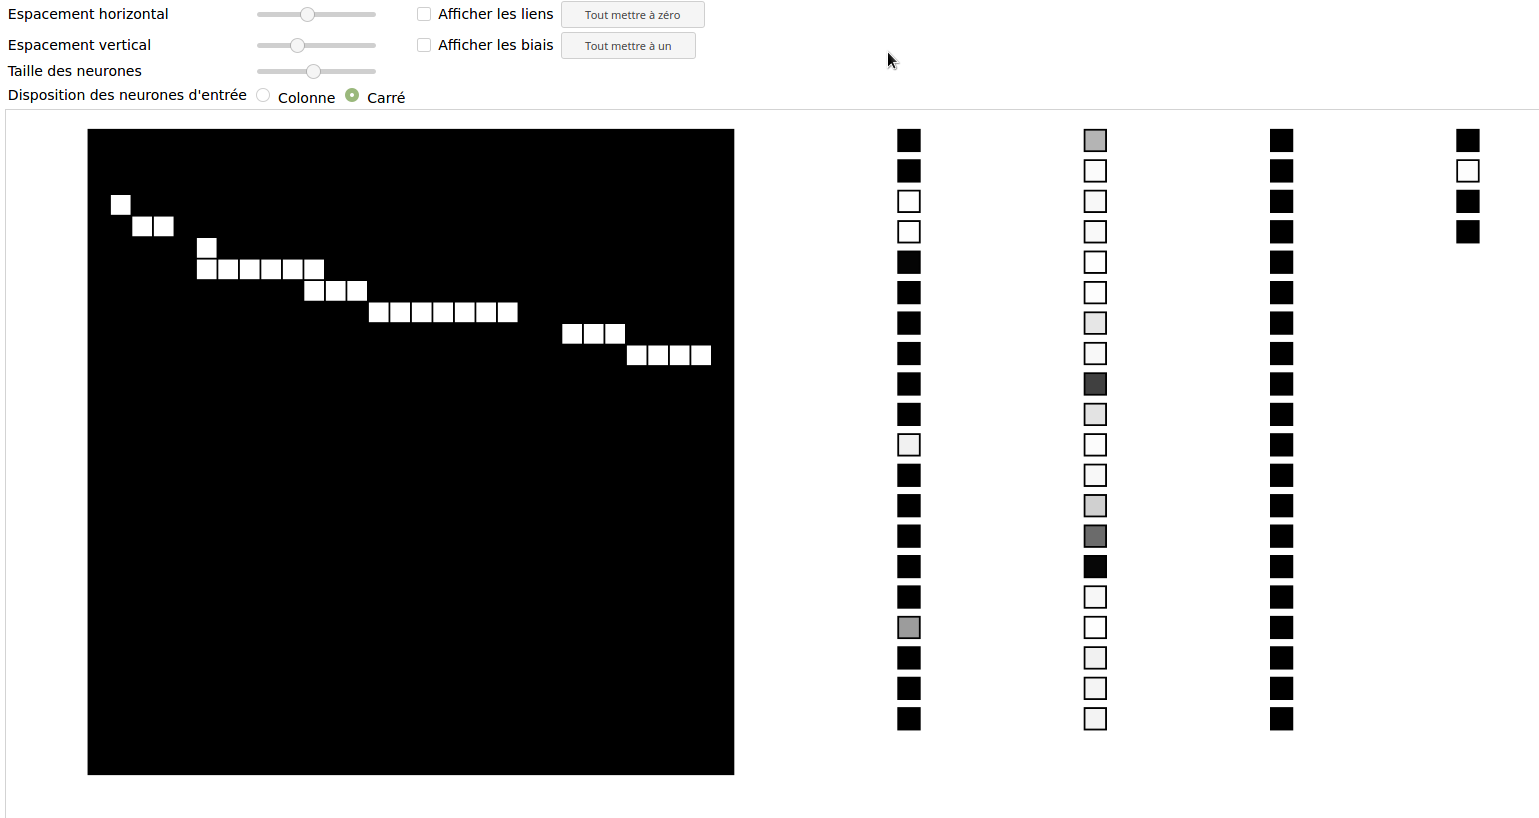 Espacement horizontal Afficher les liens Tout mettre à zéro
Espacement vertical Afficher les biais Tout mettre à un
Taille des neurones
Disposition des neurones d'entrée Colonne Carré